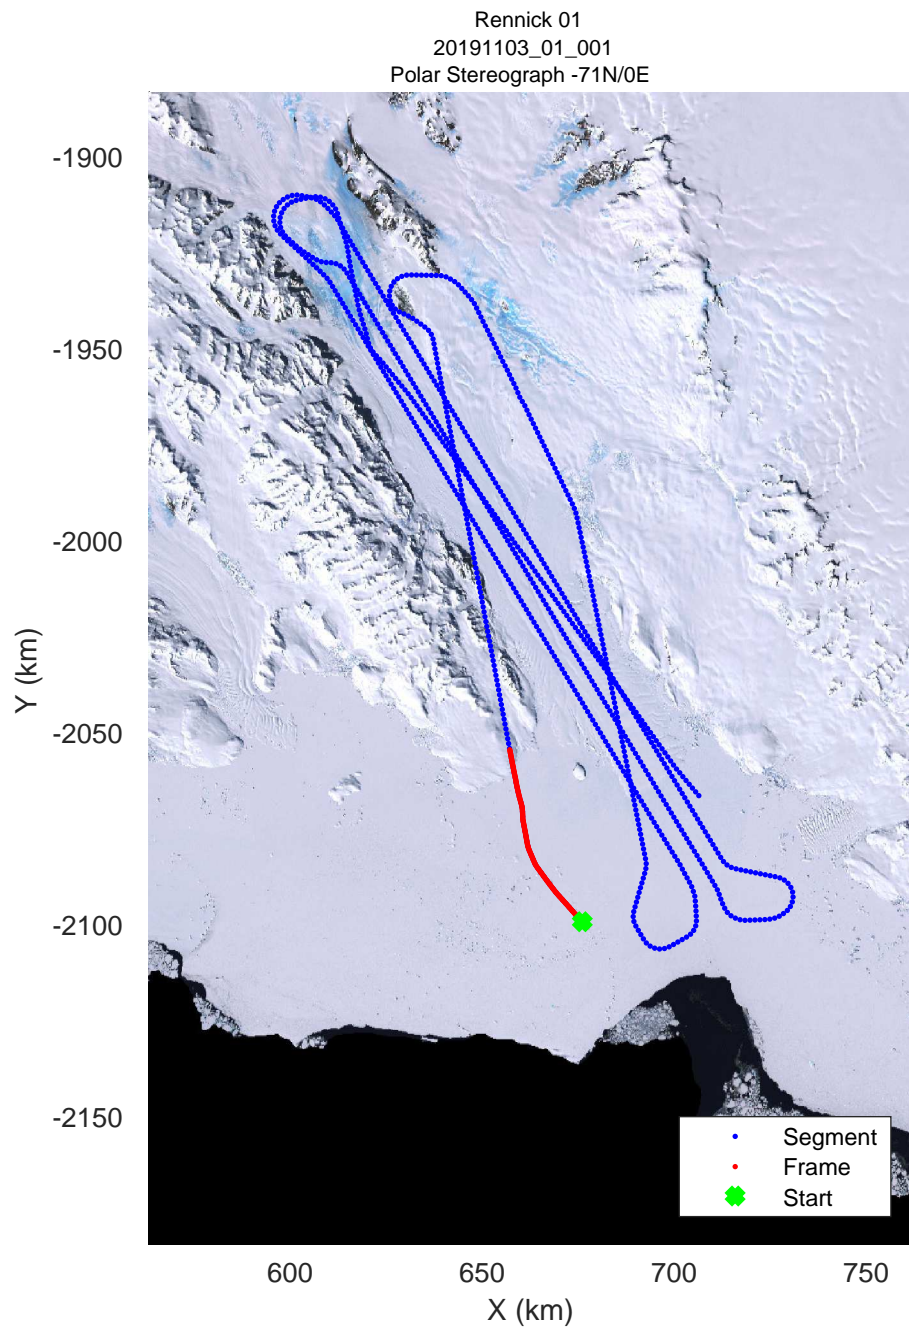 Rennick 01
20191103_01_001
Polar Stereograph -71N/0E
-1900
-1950
-2000
-2050
-2100
-2150
Y (km)
600
650
700
750
X (km)
Segment
Frame
Start